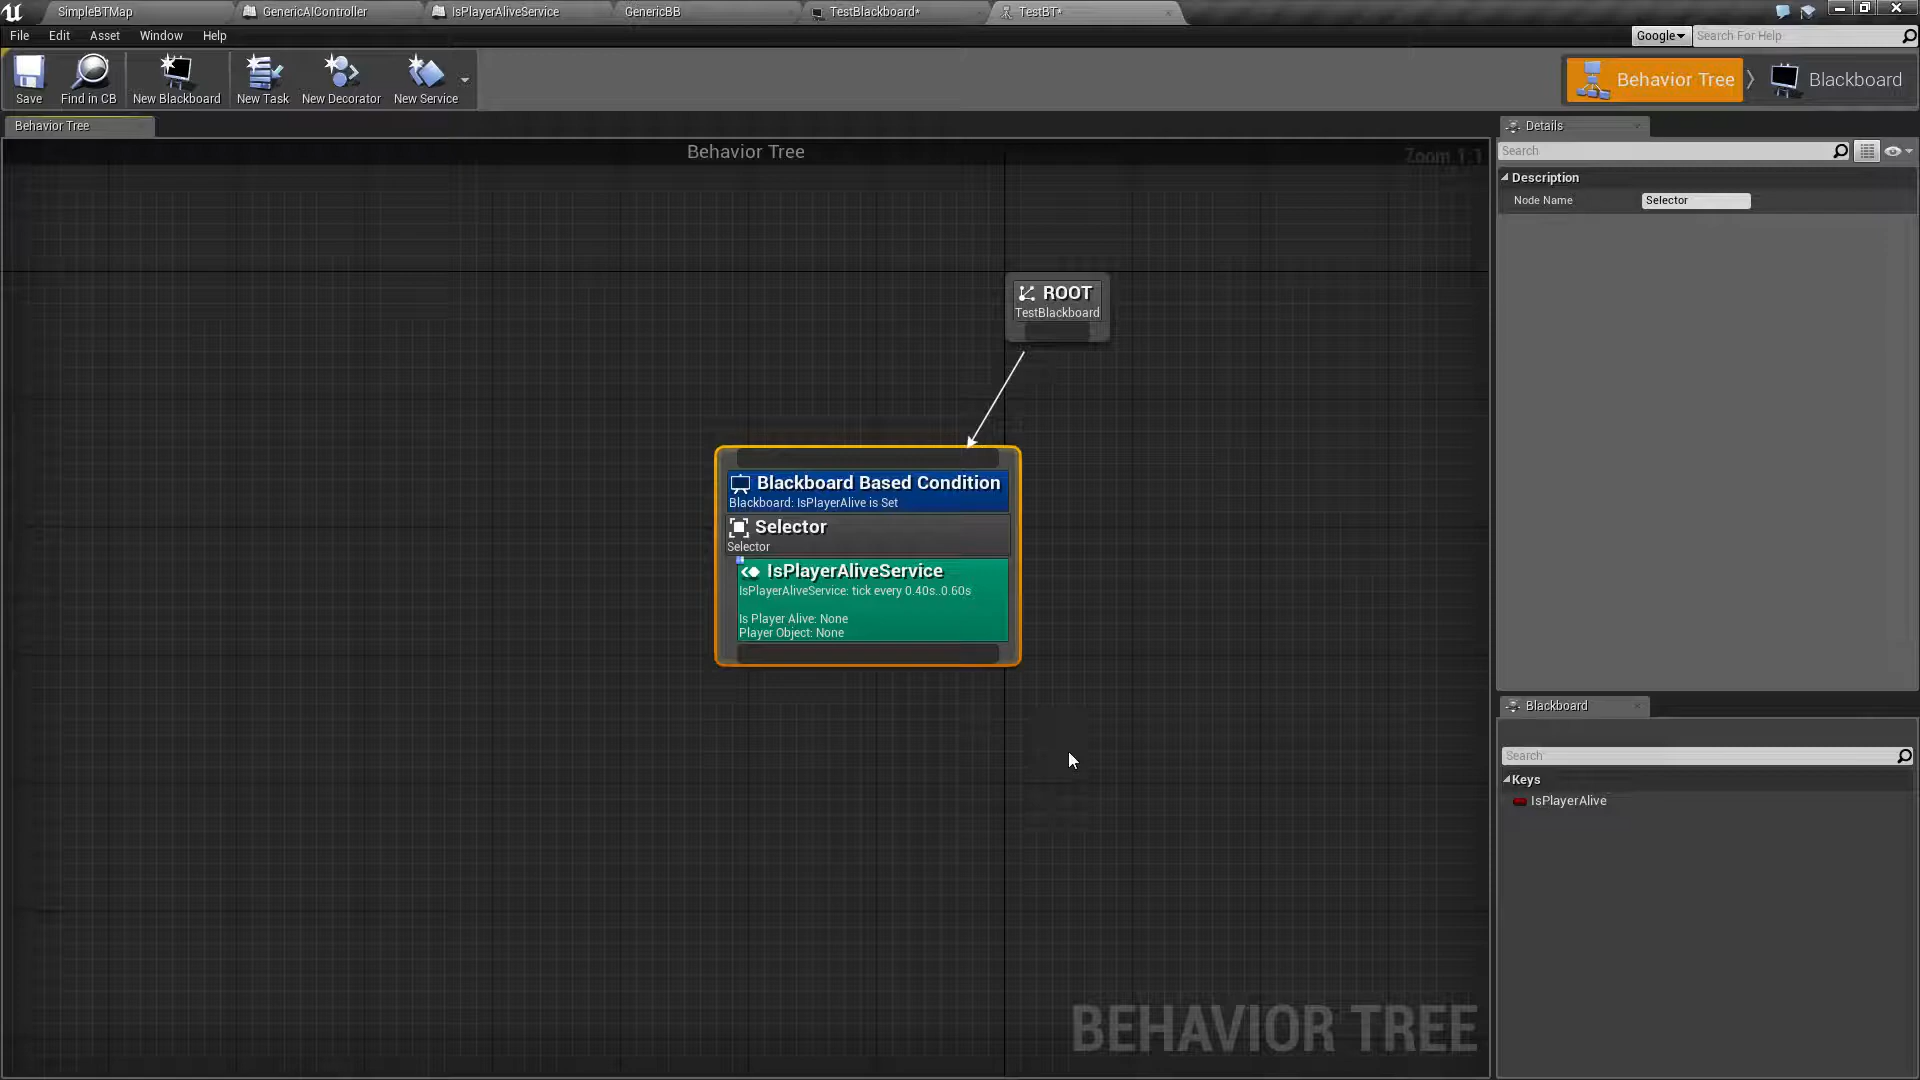 SimpleBTMap
GenericAIController
IsPlayerAliveService
GenericBB
TestBlackboard*
TestBT*
File Edit Asset Window Help
Google
Search For Help
Save
Find in CB
New Blackboard
New Task
New Decorator
New Service
Behavior Tree
Blackboard
Behavior Tree
Behavior Tree
Zoom 1:1
ROOT
TestBlackboard
Blackboard Based Condition
Blackboard: IsPlayerAlive is Set
Selector
Selector
IsPlayerAliveService
IsPlayerAliveService: tick every 0.40s..0.60s
Is Player Alive: None
Player Object: None
BEHAVIOR TREE
Details
Search
Description
Node Name
Selector
Blackboard
Search
Keys
IsPlayerAlive